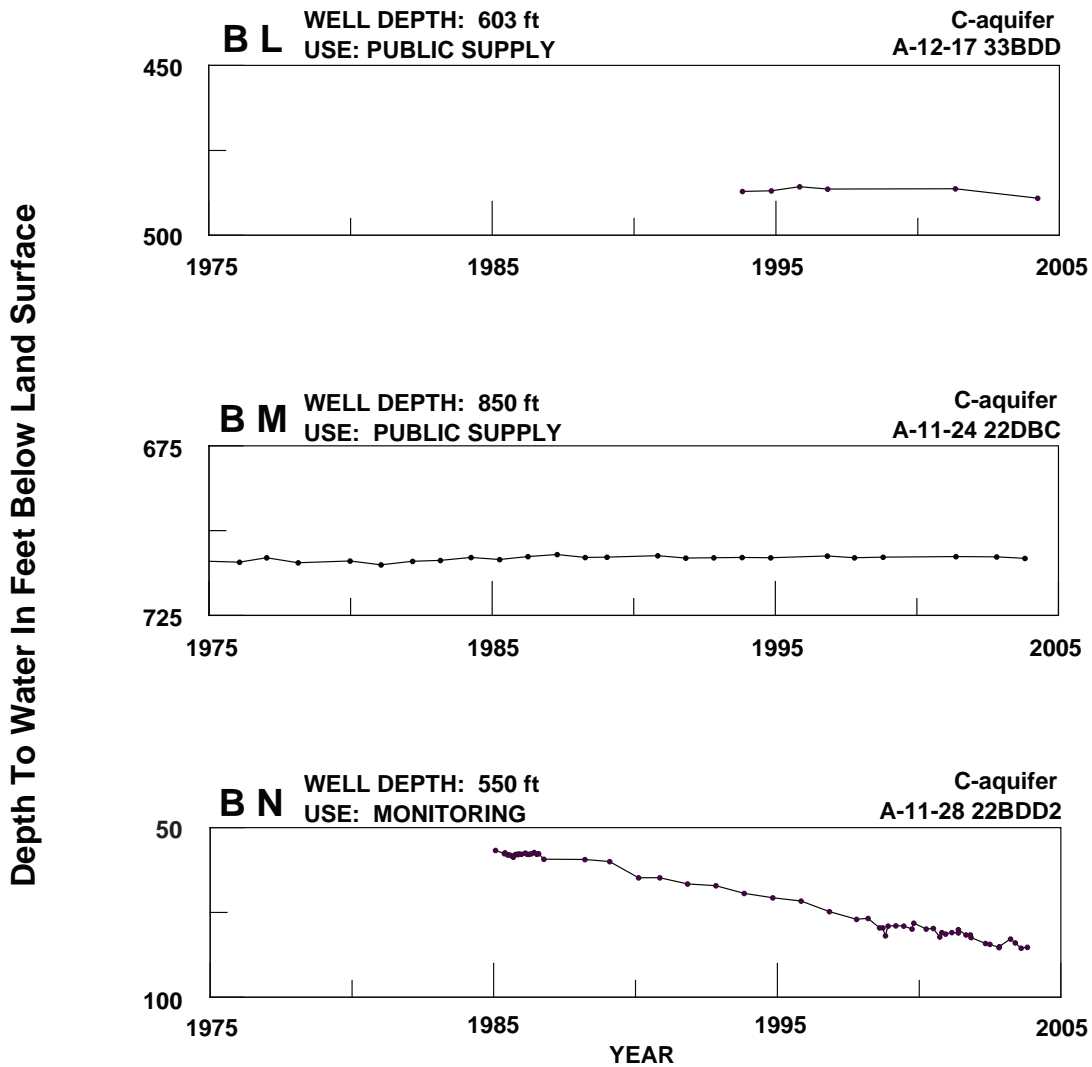 Depth To Water In Feet Below Land Surface
B L
WELL DEPTH: 603 ft
USE: PUBLIC SUPPLY
C-aquifer
A-12-17 33BDD
450
500
1975 1985 1995 2005
B M
WELL DEPTH: 850 ft
USE: PUBLIC SUPPLY
C-aquifer
A-11-24 22DBC
675
725
1975 1985 1995 2005
B N
WELL DEPTH: 550 ft
USE: MONITORING
C-aquifer
A-11-28 22BDD2
50
100
1975 1985 1995 2005
YEAR